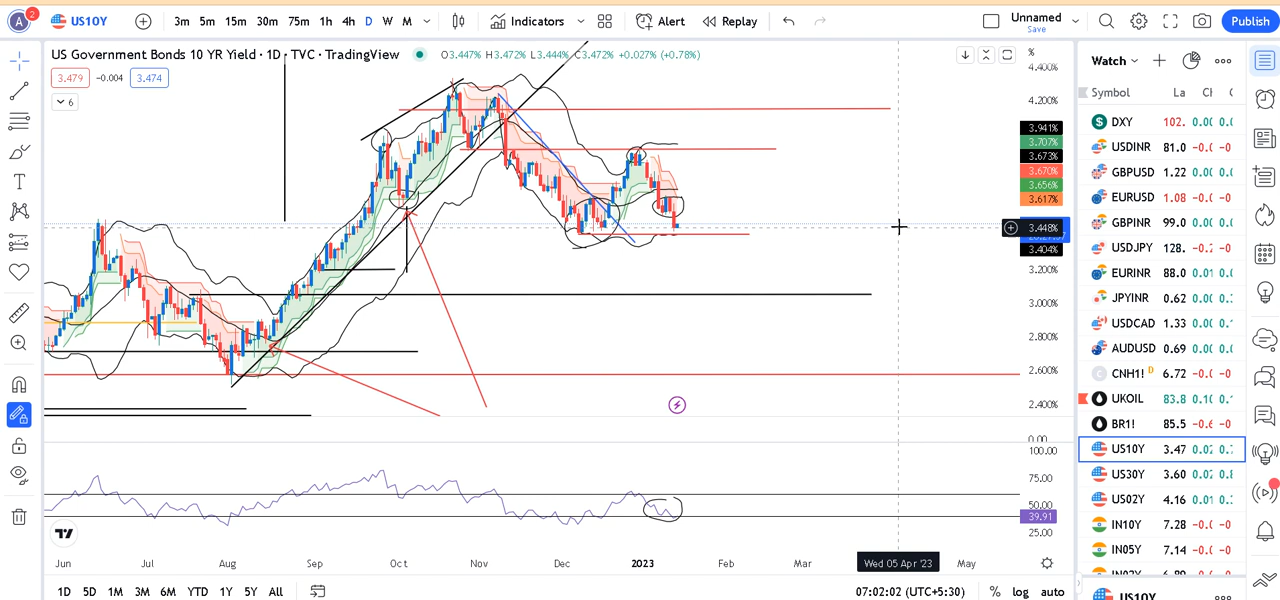 A 2 US10Y 3m 5m 15m 30m 75m 1h 4h D W M Indicators Alert Replay Unnamed Save Publish
US Government Bonds 10 YR Yield · 1D · TVC · TradingView O3.447% H3.472% L3.444% C3.472% +0.027% (+0.78%)
3.479 −0.004 3.474
6
%
4.400%
4.200%
3.941%
3.707%
3.673%
3.670%
3.656%
3.617%
3.448%
3.404%
3.200%
3.000%
2.800%
2.600%
2.400%
0.00
100.00
75.00
50.00
39.91
25.00
Jun Jul Aug Sep Oct Nov Dec 2023 Feb Mar Wed 05 Apr '23 May
1D 5D 1M 3M 6M YTD 1Y 5Y All 07:02:02 (UTC+5:30) % log auto
Watch
Symbol La
DXY 102.
USDINR 81.0
GBPUSD 1.22
EURUSD 1.08
GBPINR 99.0
USDJPY 128.
EURINR 88.0
JPYINR 0.62
USDCAD 1.33
AUDUSD 0.69
CNH1! D 6.72
UKOIL 83.8
BR1! 85.5
US10Y 3.47
US30Y 3.60
US02Y 4.16
IN10Y 7.28
IN05Y 7.14
US10Y